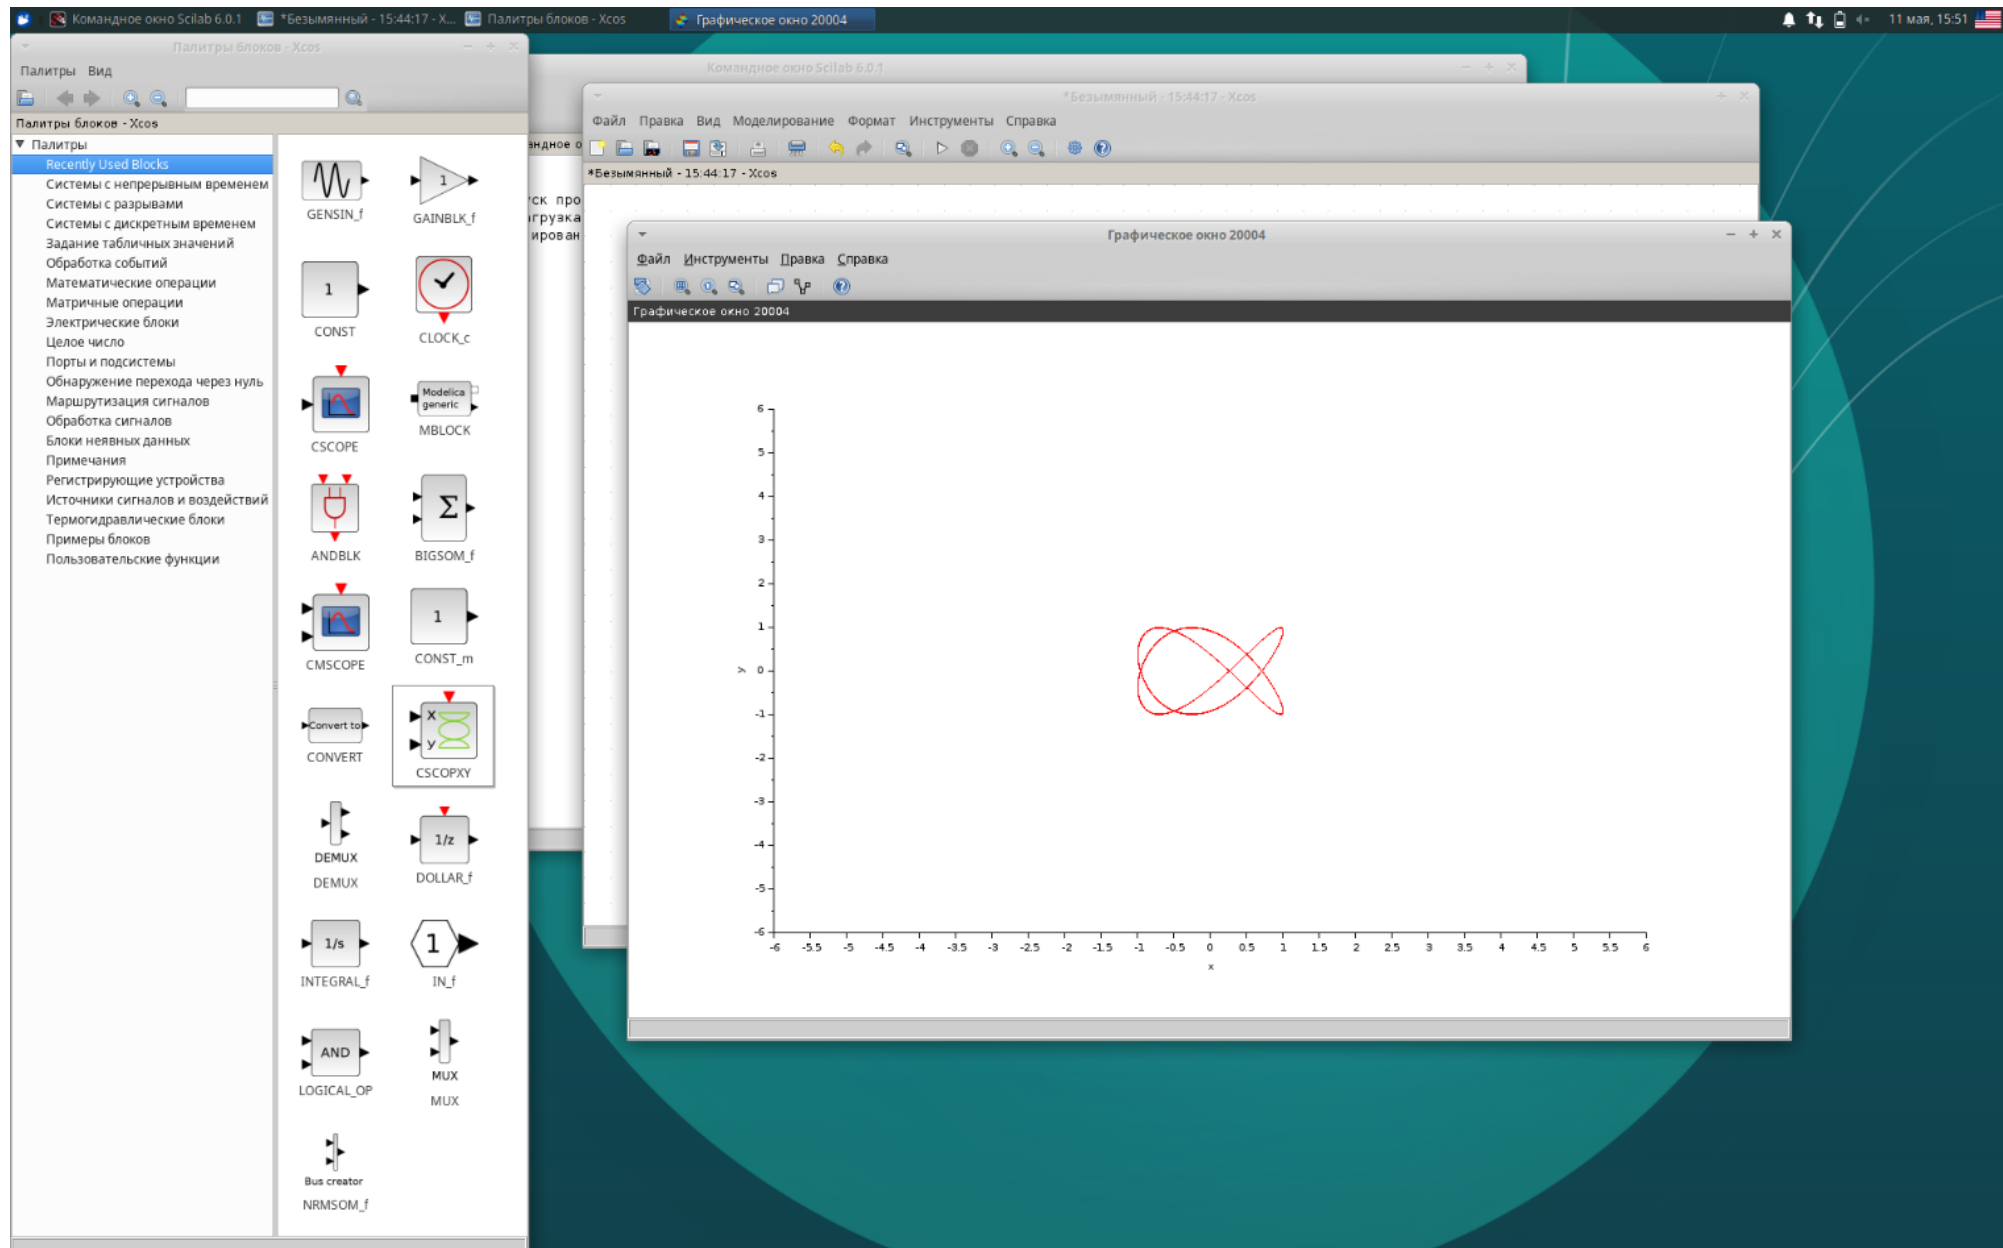 Командное окно Scilab 6.0.1
*Безымянный - 15:44:17 - X...
Палитры блоков - Xcos
Графическое окно 20004
11 мая, 15:51
Палитры блоков - Xcos
Палитры Вид
Палитры блоков - Xcos
Палитры
Recently Used Blocks
Системы с непрерывным временем
Системы с разрывами
Системы с дискретным временем
Задание табличных значений
Обработка событий
Математические операции
Матричные операции
Электрические блоки
Целое число
Порты и подсистемы
Обнаружение перехода через нуль
Маршрутизация сигналов
Обработка сигналов
Блоки неявных данных
Примечания
Регистрирующие устройства
Источники сигналов и воздействий
Термогидравлические блоки
Примеры блоков
Пользовательские функции
GENSIN_f
1
GAINBLK_f
1
CONST
CLOCK_c
CSCOPE
Modelica
generic
MBLOCK
ANDBLK
Σ
BIGSOM_f
CMSCOPE
1
CONST_m
Convert to
CONVERT
X
y
CSCOPXY
DEMUX
DEMUX
1/z
DOLLAR_f
1/s
INTEGRAL_f
1
IN_f
AND
LOGICAL_OP
MUX
MUX
Bus creator
NRMSOM_f
Командное окно Scilab 6.0.1
андное о
ск про
агрузка
ирован
*Безымянный - 15:44:17 - Xcos
Файл Правка Вид Моделирование Формат Инструменты Справка
*Безымянный - 15:44:17 - Xcos
Графическое окно 20004
Файл Инструменты Правка Справка
Графическое окно 20004
6
5
4
3
2
1
y
0
-1
-2
-3
-4
-5
-6
-6 -5.5 -5 -4.5 -4 -3.5 -3 -2.5 -2 -1.5 -1 -0.5 0 0.5 1 1.5 2 2.5 3 3.5 4 4.5 5 5.5 6
x